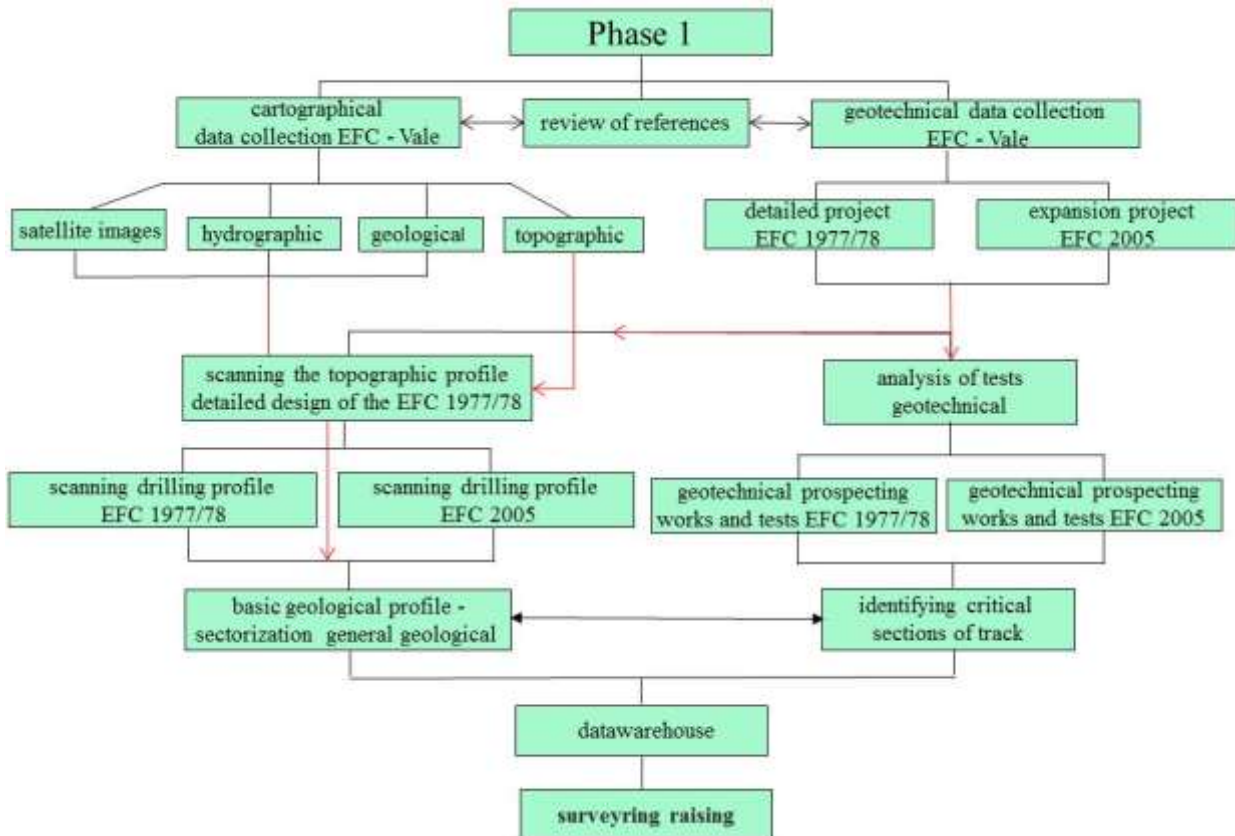 Phase 1
cartographical
data collection EFC - Vale
review of references
geotechnical data collection
EFC - Vale
satellite images
hydrographic
geological
topographic
detailed project
EFC 1977/78
expansion project
EFC 2005
scanning the topographic profile
detailed design of the EFC 1977/78
analysis of tests
geotechnical
scanning drilling profile
EFC 1977/78
scanning drilling profile
EFC 2005
geotechnical prospecting
works and tests EFC 1977/78
geotechnical prospecting
works and tests EFC 2005
basic geological profile -
sectorization general geological
identifying critical
sections of track
datawarehouse
surveyring raising